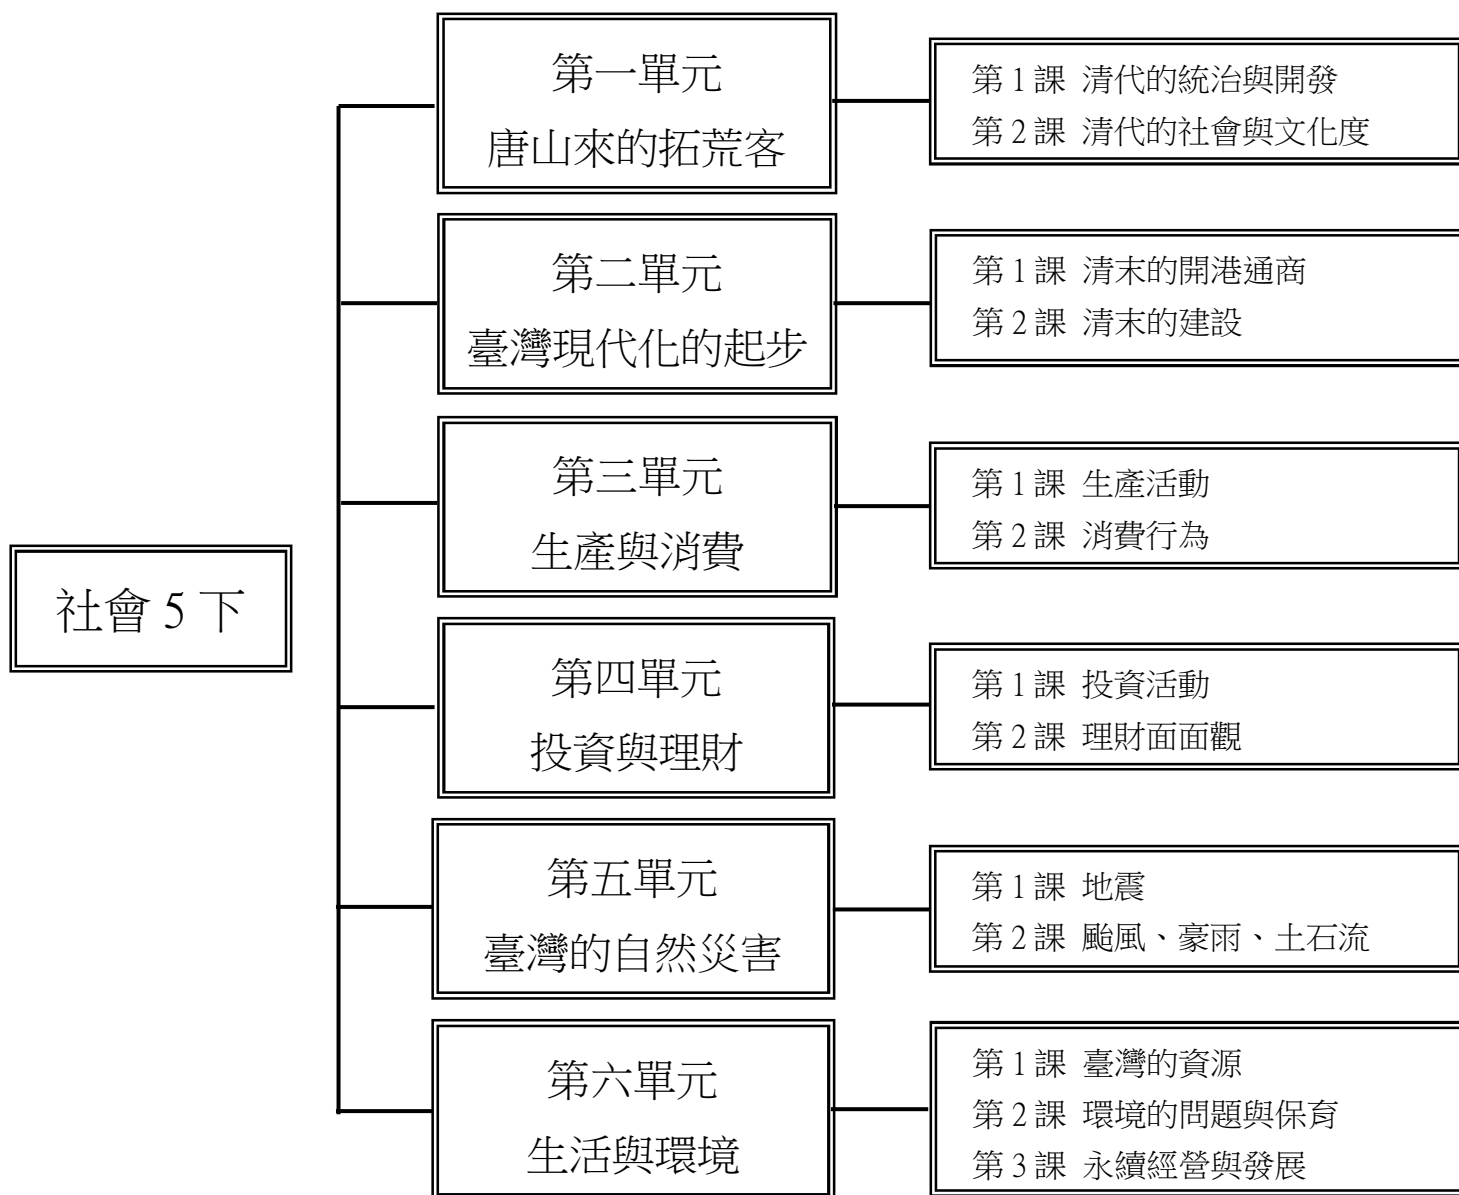 社會 5 下
第一單元
唐山來的拓荒客
第 1 課 清代的統治與開發
第 2 課 清代的社會與文化度
第二單元
臺灣現代化的起步
第 1 課 清末的開港通商
第 2 課 清末的建設
第三單元
生產與消費
第 1 課 生產活動
第 2 課 消費行為
第四單元
投資與理財
第 1 課 投資活動
第 2 課 理財面面觀
第五單元
臺灣的自然災害
第 1 課 地震
第 2 課 颱風、豪雨、土石流
第六單元
生活與環境
第 1 課 臺灣的資源
第 2 課 環境的問題與保育
第 3 課 永續經營與發展